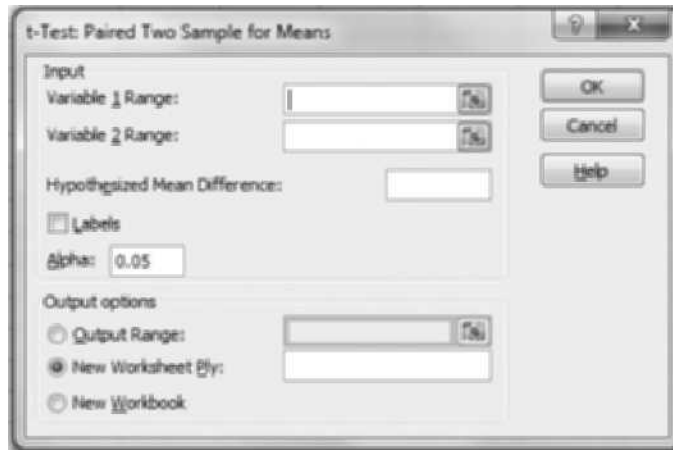 t-Test: Paired Two Sample for Means
Input
Variable 1 Range:
Variable 2 Range:
Hypothesized Mean Difference:
Labels
Alpha: 0.05
OK
Cancel
Help
Output options
Output Range:
New Worksheet Ply:
New Workbook